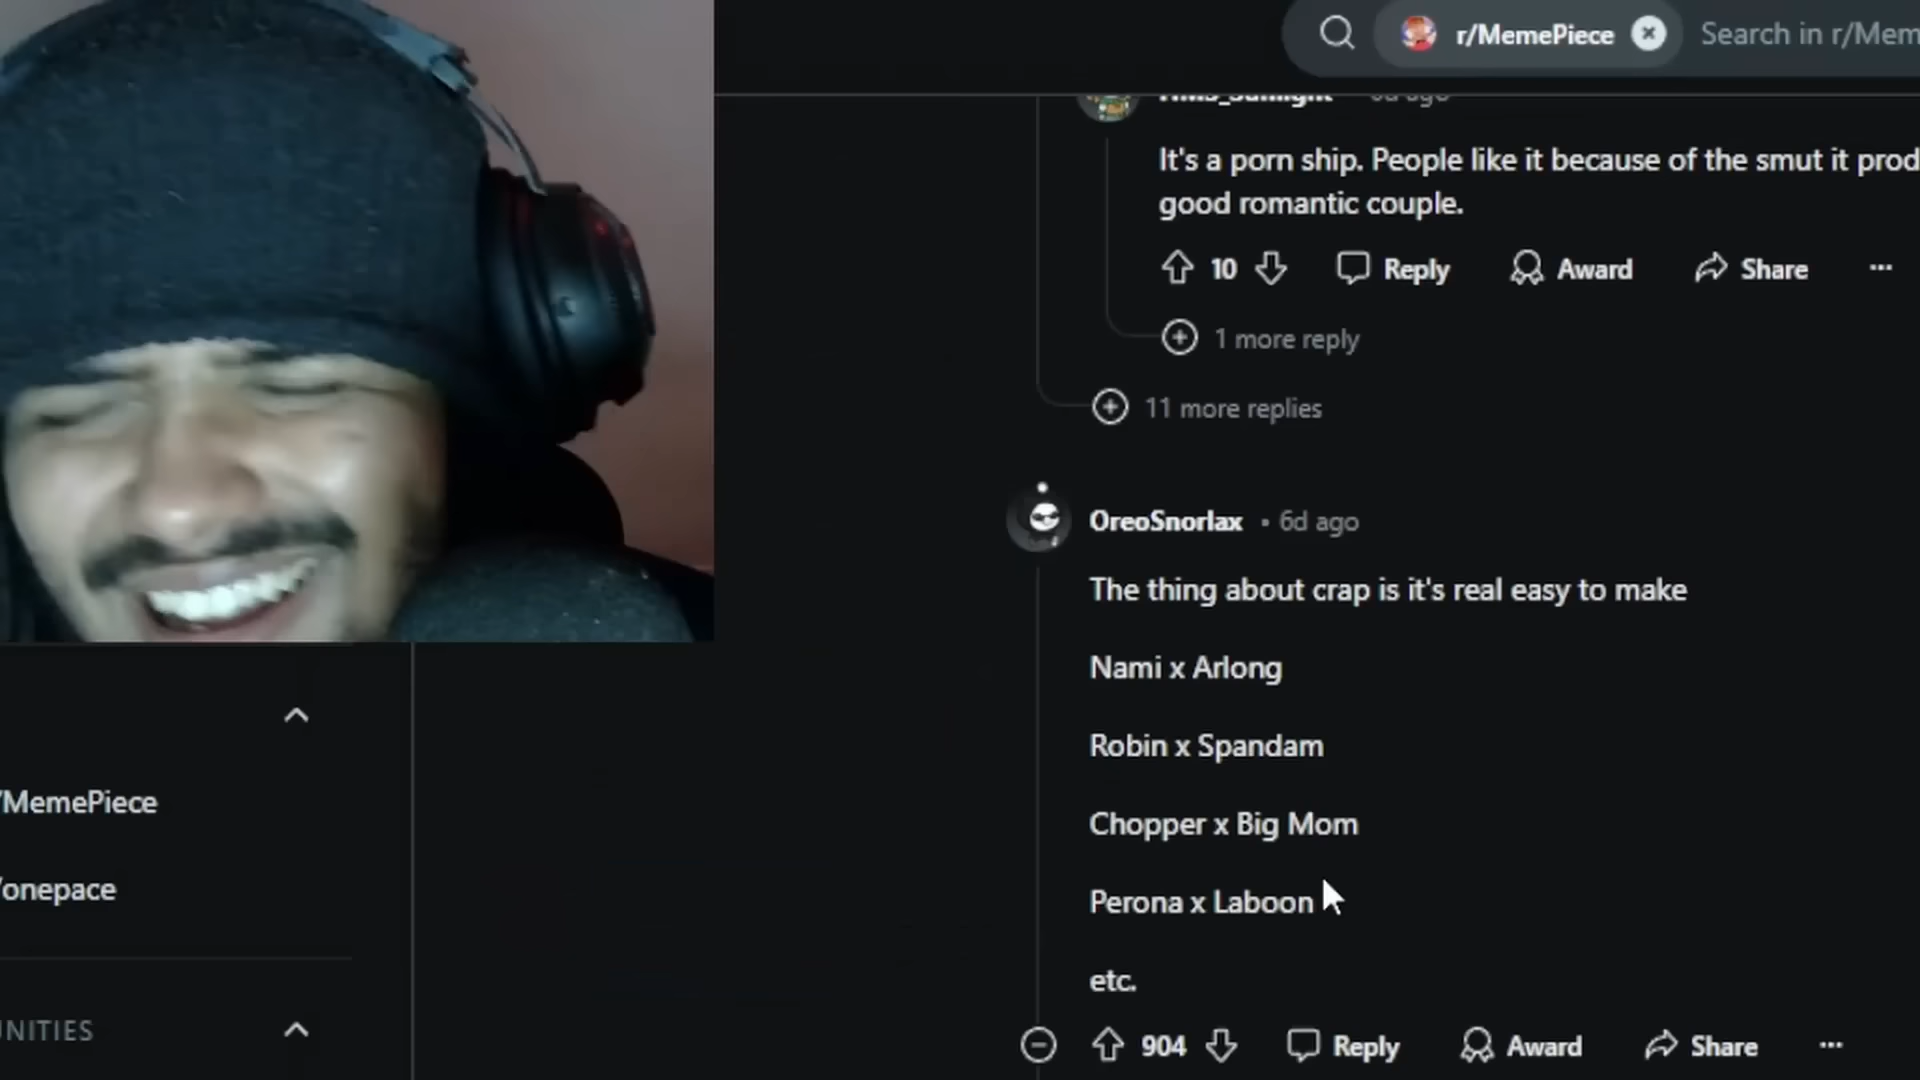 r/MemePiece Search in r/Mem
6d ago
It's a porn ship. People like it because of the smut it prod
good romantic couple.
10 Reply Award Share
1 more reply
11 more replies
OreoSnorlax • 6d ago
The thing about crap is it's real easy to make
Nami x Arlong
Robin x Spandam
Chopper x Big Mom
Perona x Laboon
etc.
904 Reply Award Share
/MemePiece
/onepace
UNITIES